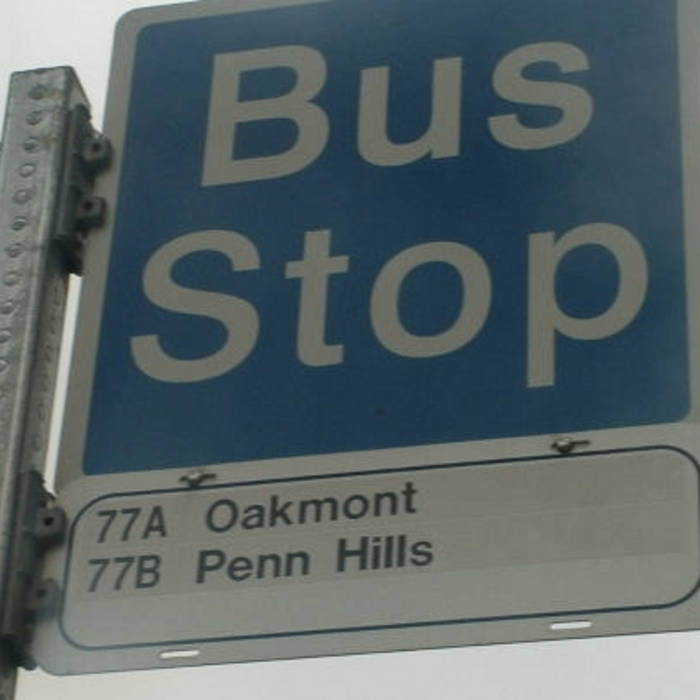 Bus
Stop
77A Oakmont
77B Penn Hills